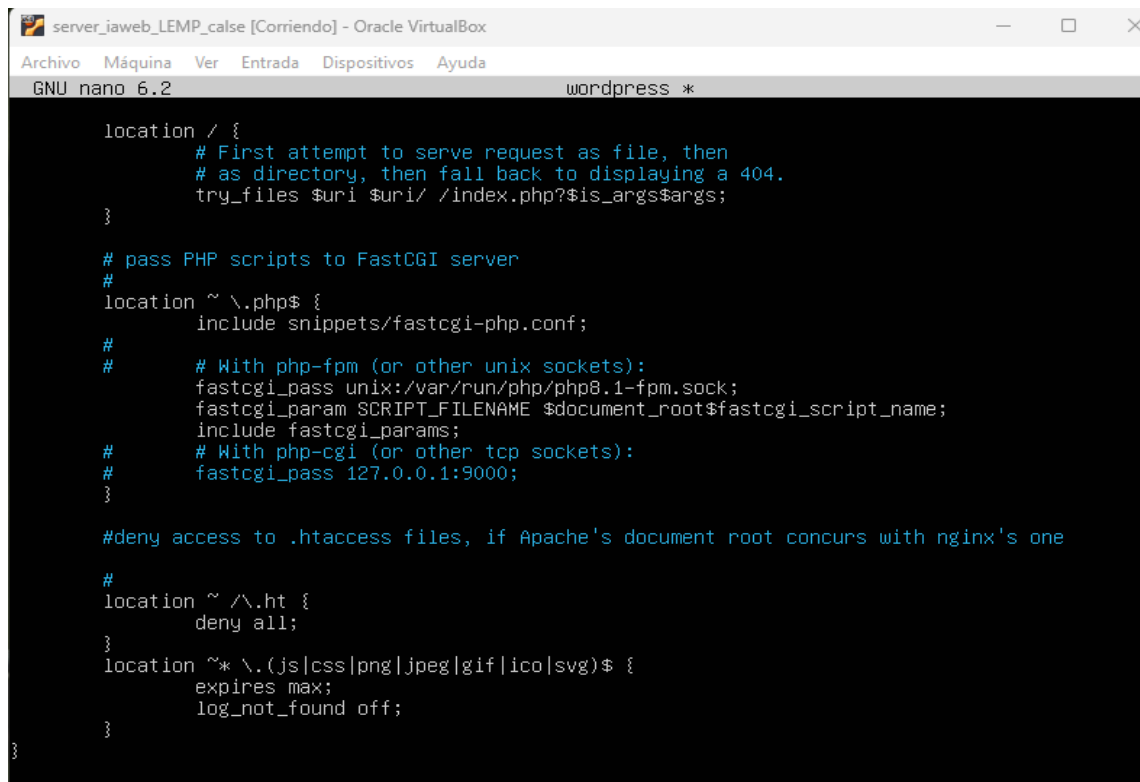 server_iaweb_LEMP_calse [Corriendo] - Oracle VirtualBox
Archivo Máquina Ver Entrada Dispositivos Ayuda
GNU nano 6.2 wordpress *
location / {
# First attempt to serve request as file, then
# as directory, then fall back to displaying a 404.
try_files $uri $uri/ /index.php?$is_args$args;
}
# pass PHP scripts to FastCGI server
#
location ~ \.php$ {
include snippets/fastcgi-php.conf;
#
# # With php-fpm (or other unix sockets):
fastcgi_pass unix:/var/run/php/php8.1-fpm.sock;
fastcgi_param SCRIPT_FILENAME $document_root$fastcgi_script_name;
include fastcgi_params;
# # With php-cgi (or other tcp sockets):
# fastcgi_pass 127.0.0.1:9000;
}
#deny access to .htaccess files, if Apache's document root concurs with nginx's one
#
location ~ /\.ht {
deny all;
}
location ~* \.(js|css|png|jpeg|gif|ico|svg)$ {
expires max;
log_not_found off;
}
}